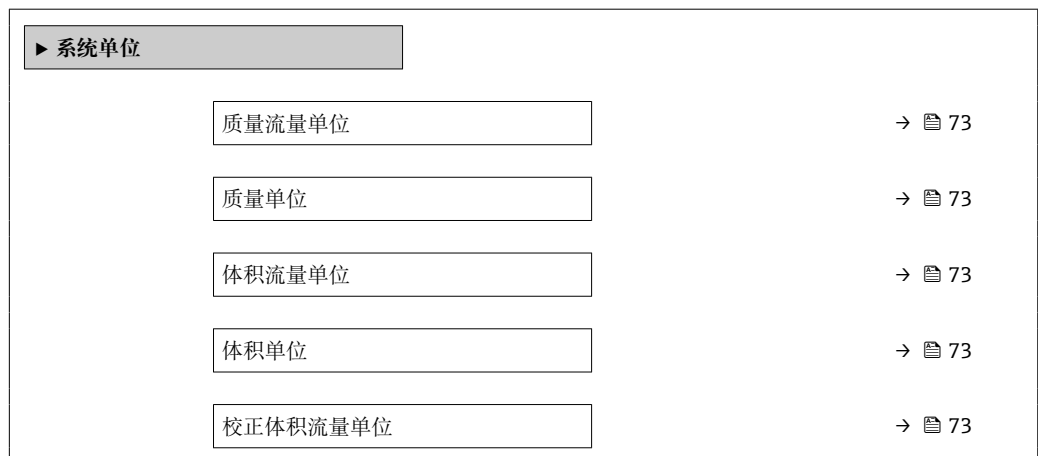 ▶ 系统单位
质量流量单位 → 73
质量单位 → 73
体积流量单位 → 73
体积单位 → 73
校正体积流量单位 → 73